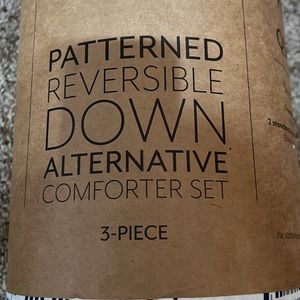 PATTERNED
REVERSIBLE
DOWN
ALTERNATIVE
COMFORTER SET
3-PIECE